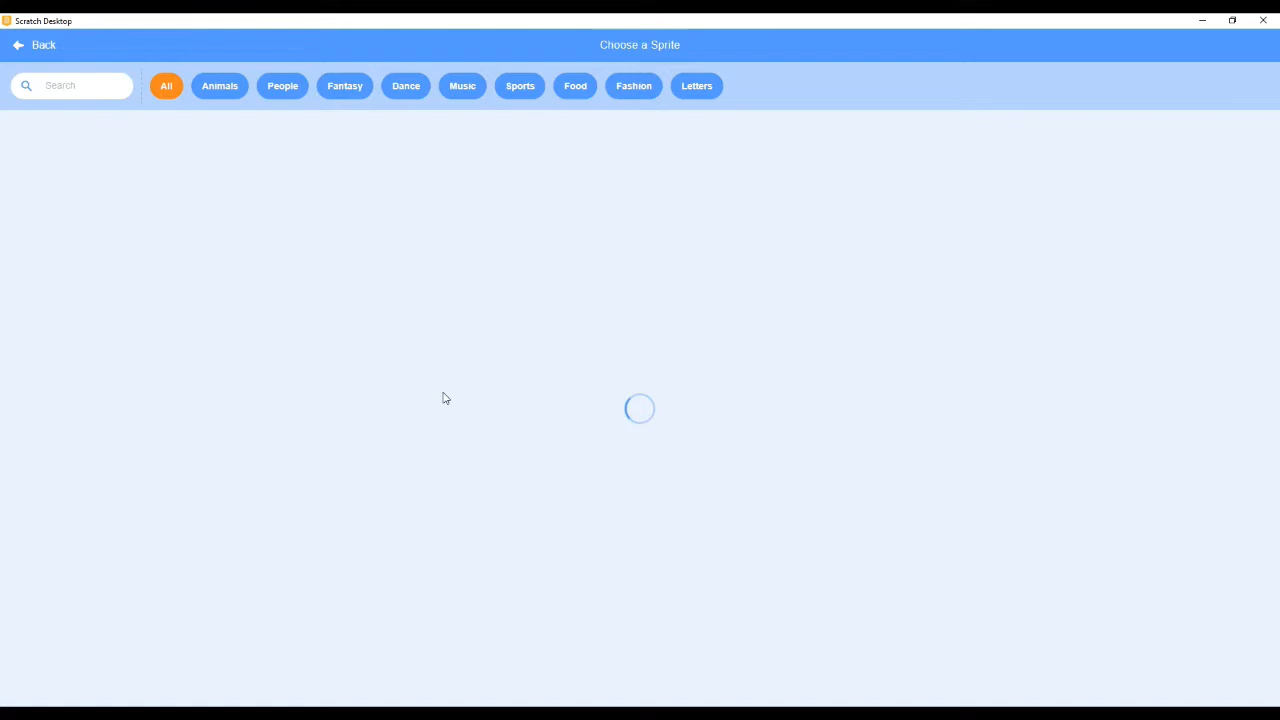 Scratch Desktop
Back
Choose a Sprite
Search
All
Animals
People
Fantasy
Dance
Music
Sports
Food
Fashion
Letters